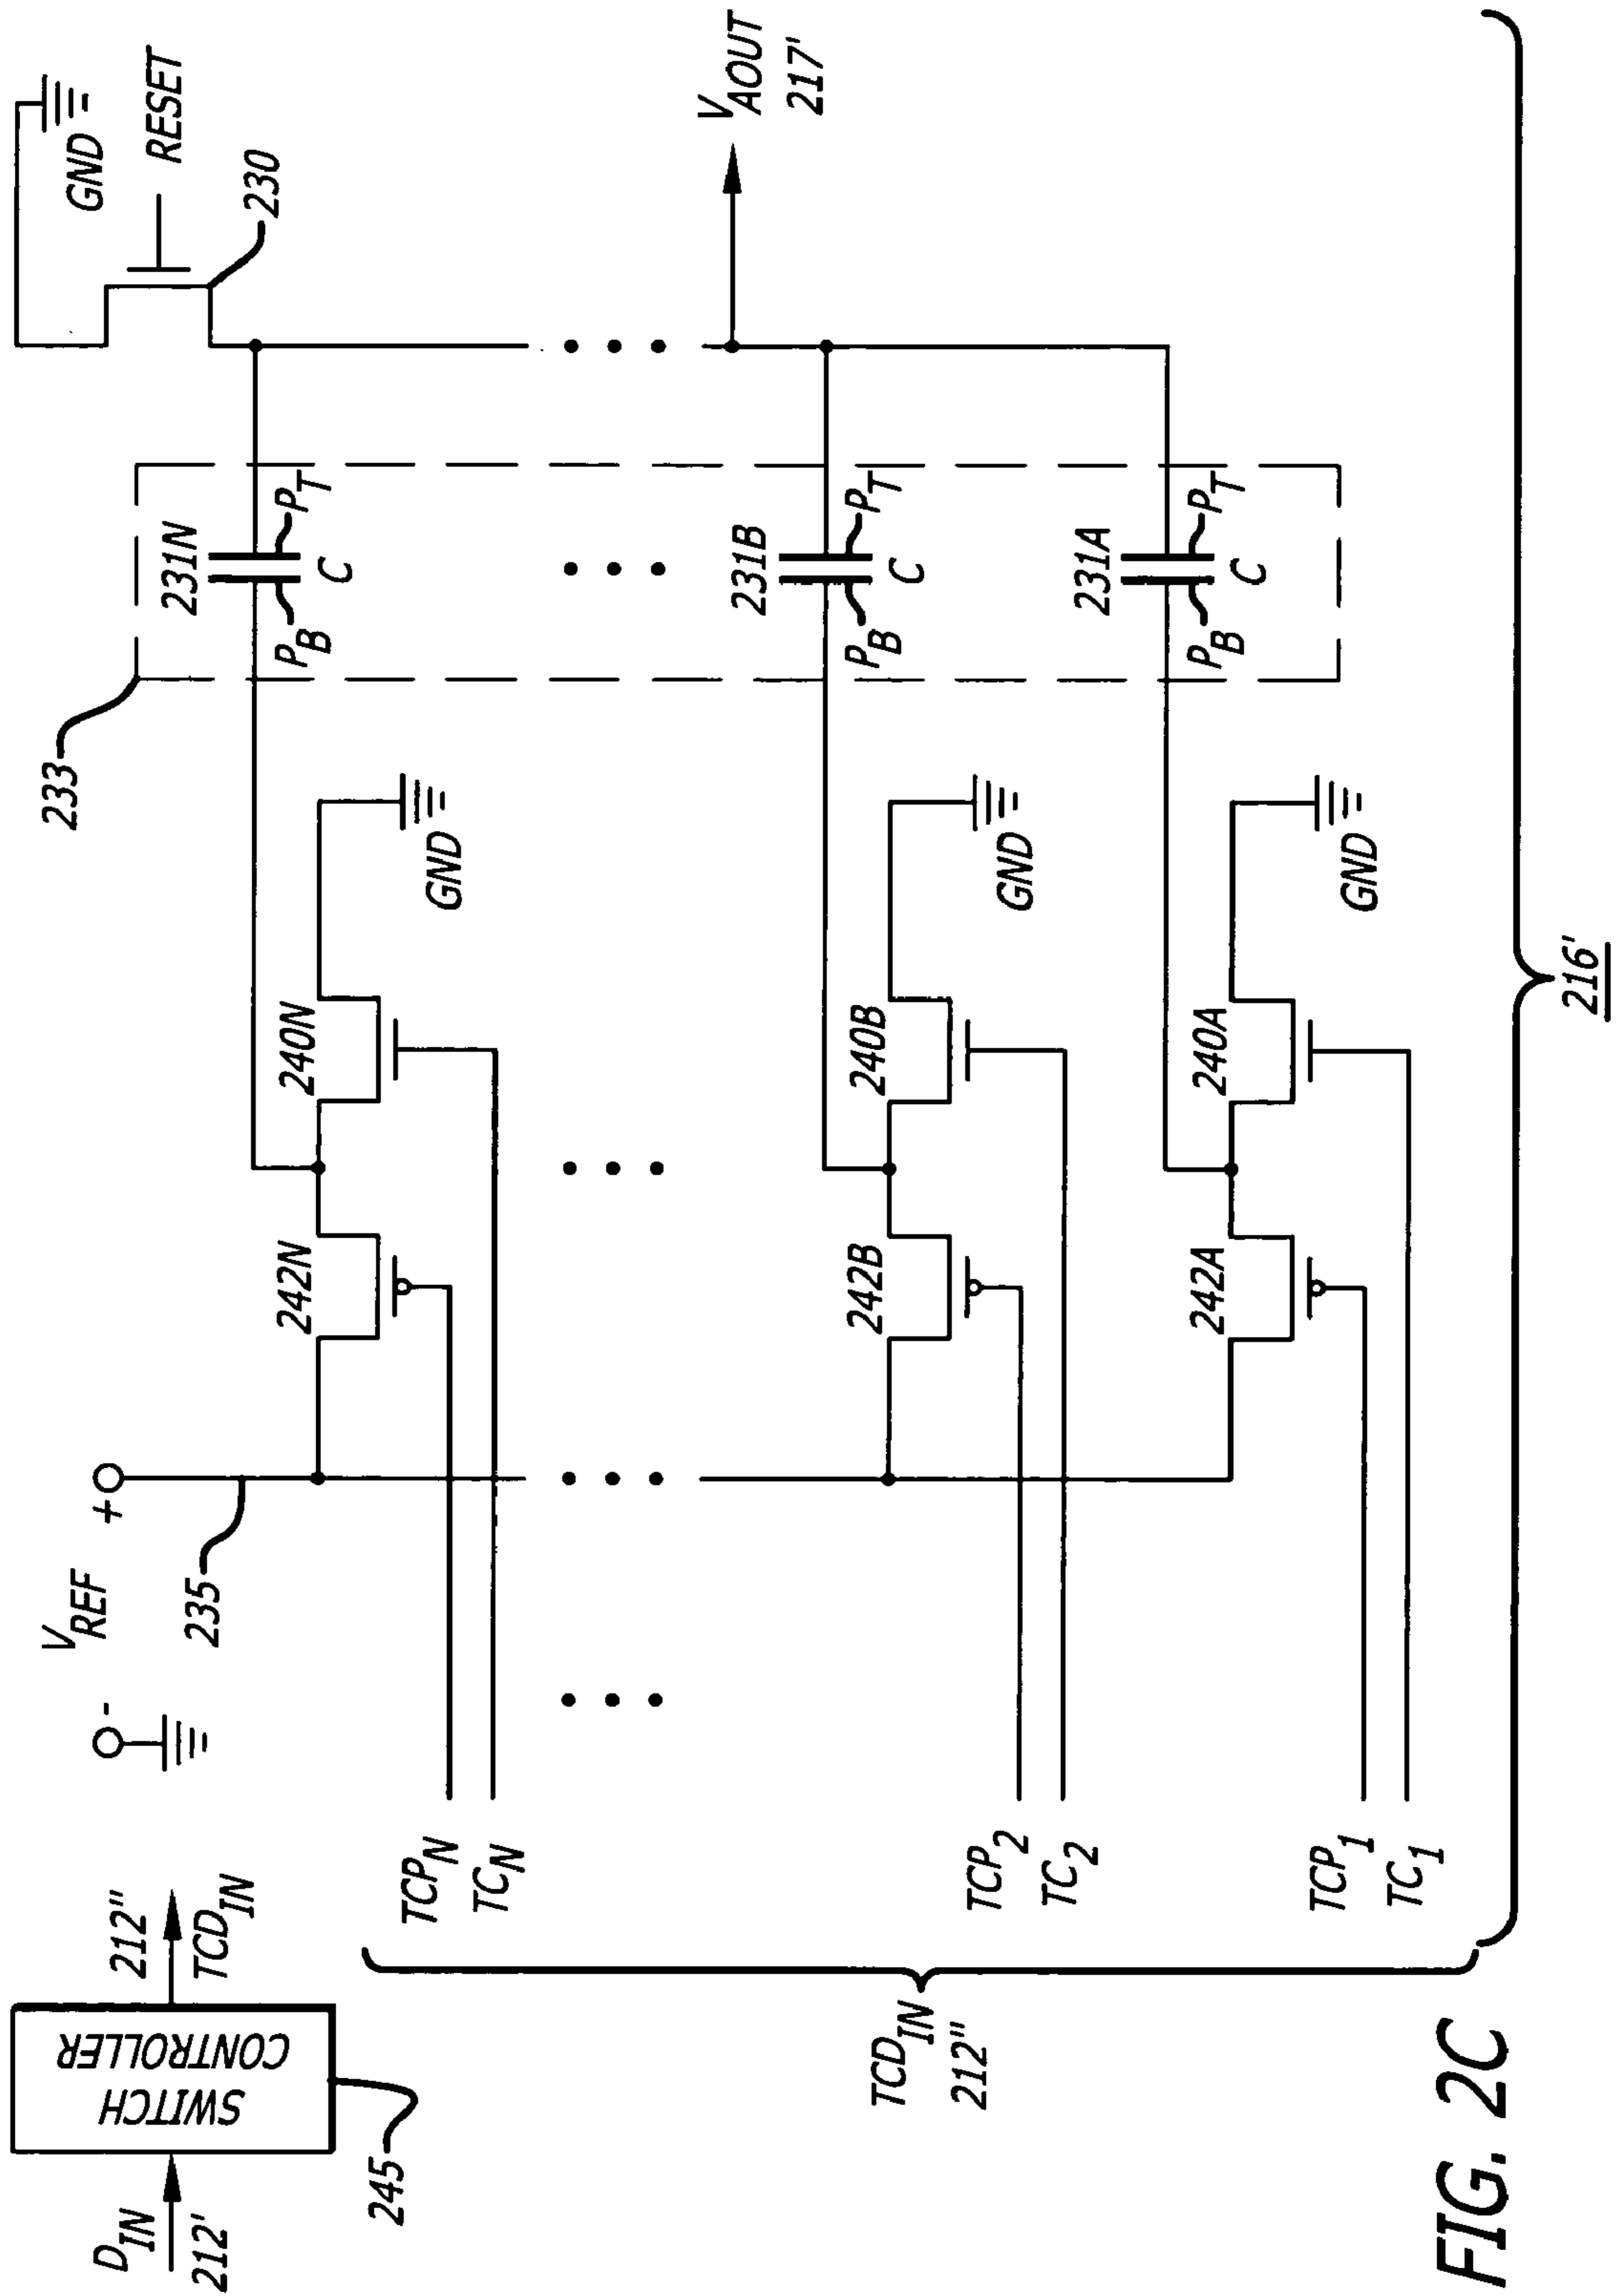 D_IN
212'
SWITCH
CONTROLLER
245
212"
TCD_IN
V_REF
- +
235
233
GND
RESET
230
TCP_N
TC_N
242N
240N
GND
231N
P_B P_T
C
V_AOUT
217'
TCD_IN
212"
TCP_2
TC_2
242B
240B
GND
231B
P_B P_T
C
TCP_1
TC_1
242A
240A
GND
231A
P_B P_T
C
216'
FIG. 2C